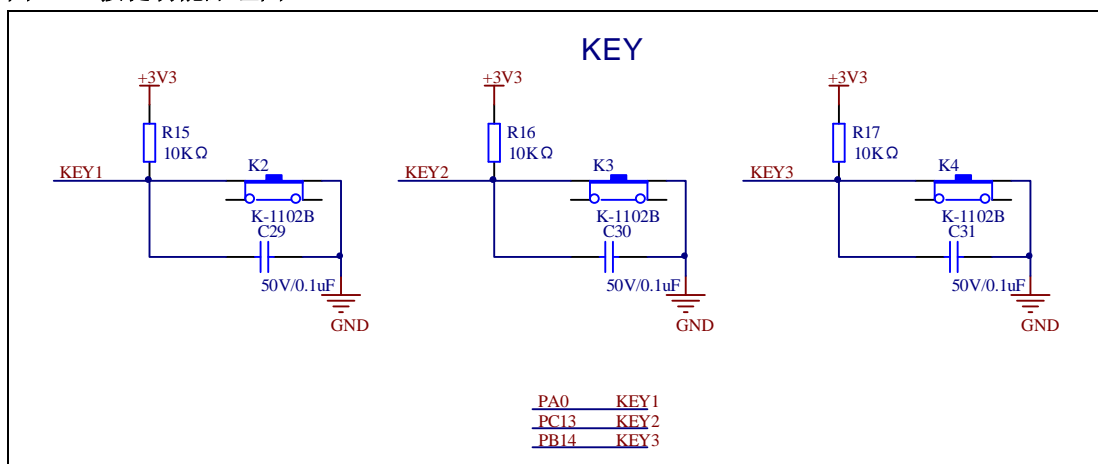 KEY
+3V3
+3V3
+3V3
R15
R16
R17
10KΩ
10KΩ
10KΩ
KEY1
K2
KEY2
K3
KEY3
K4
K-1102B
K-1102B
K-1102B
C29
C30
C31
50V/0.1uF
50V/0.1uF
50V/0.1uF
GND
GND
GND
PA0 KEY1
PC13 KEY2
PB14 KEY3